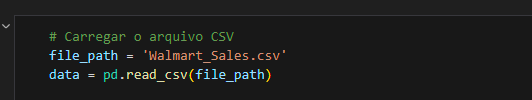 # Carregar o arquivo CSV
file_path = 'Walmart_Sales.csv'
data = pd.read_csv(file_path)